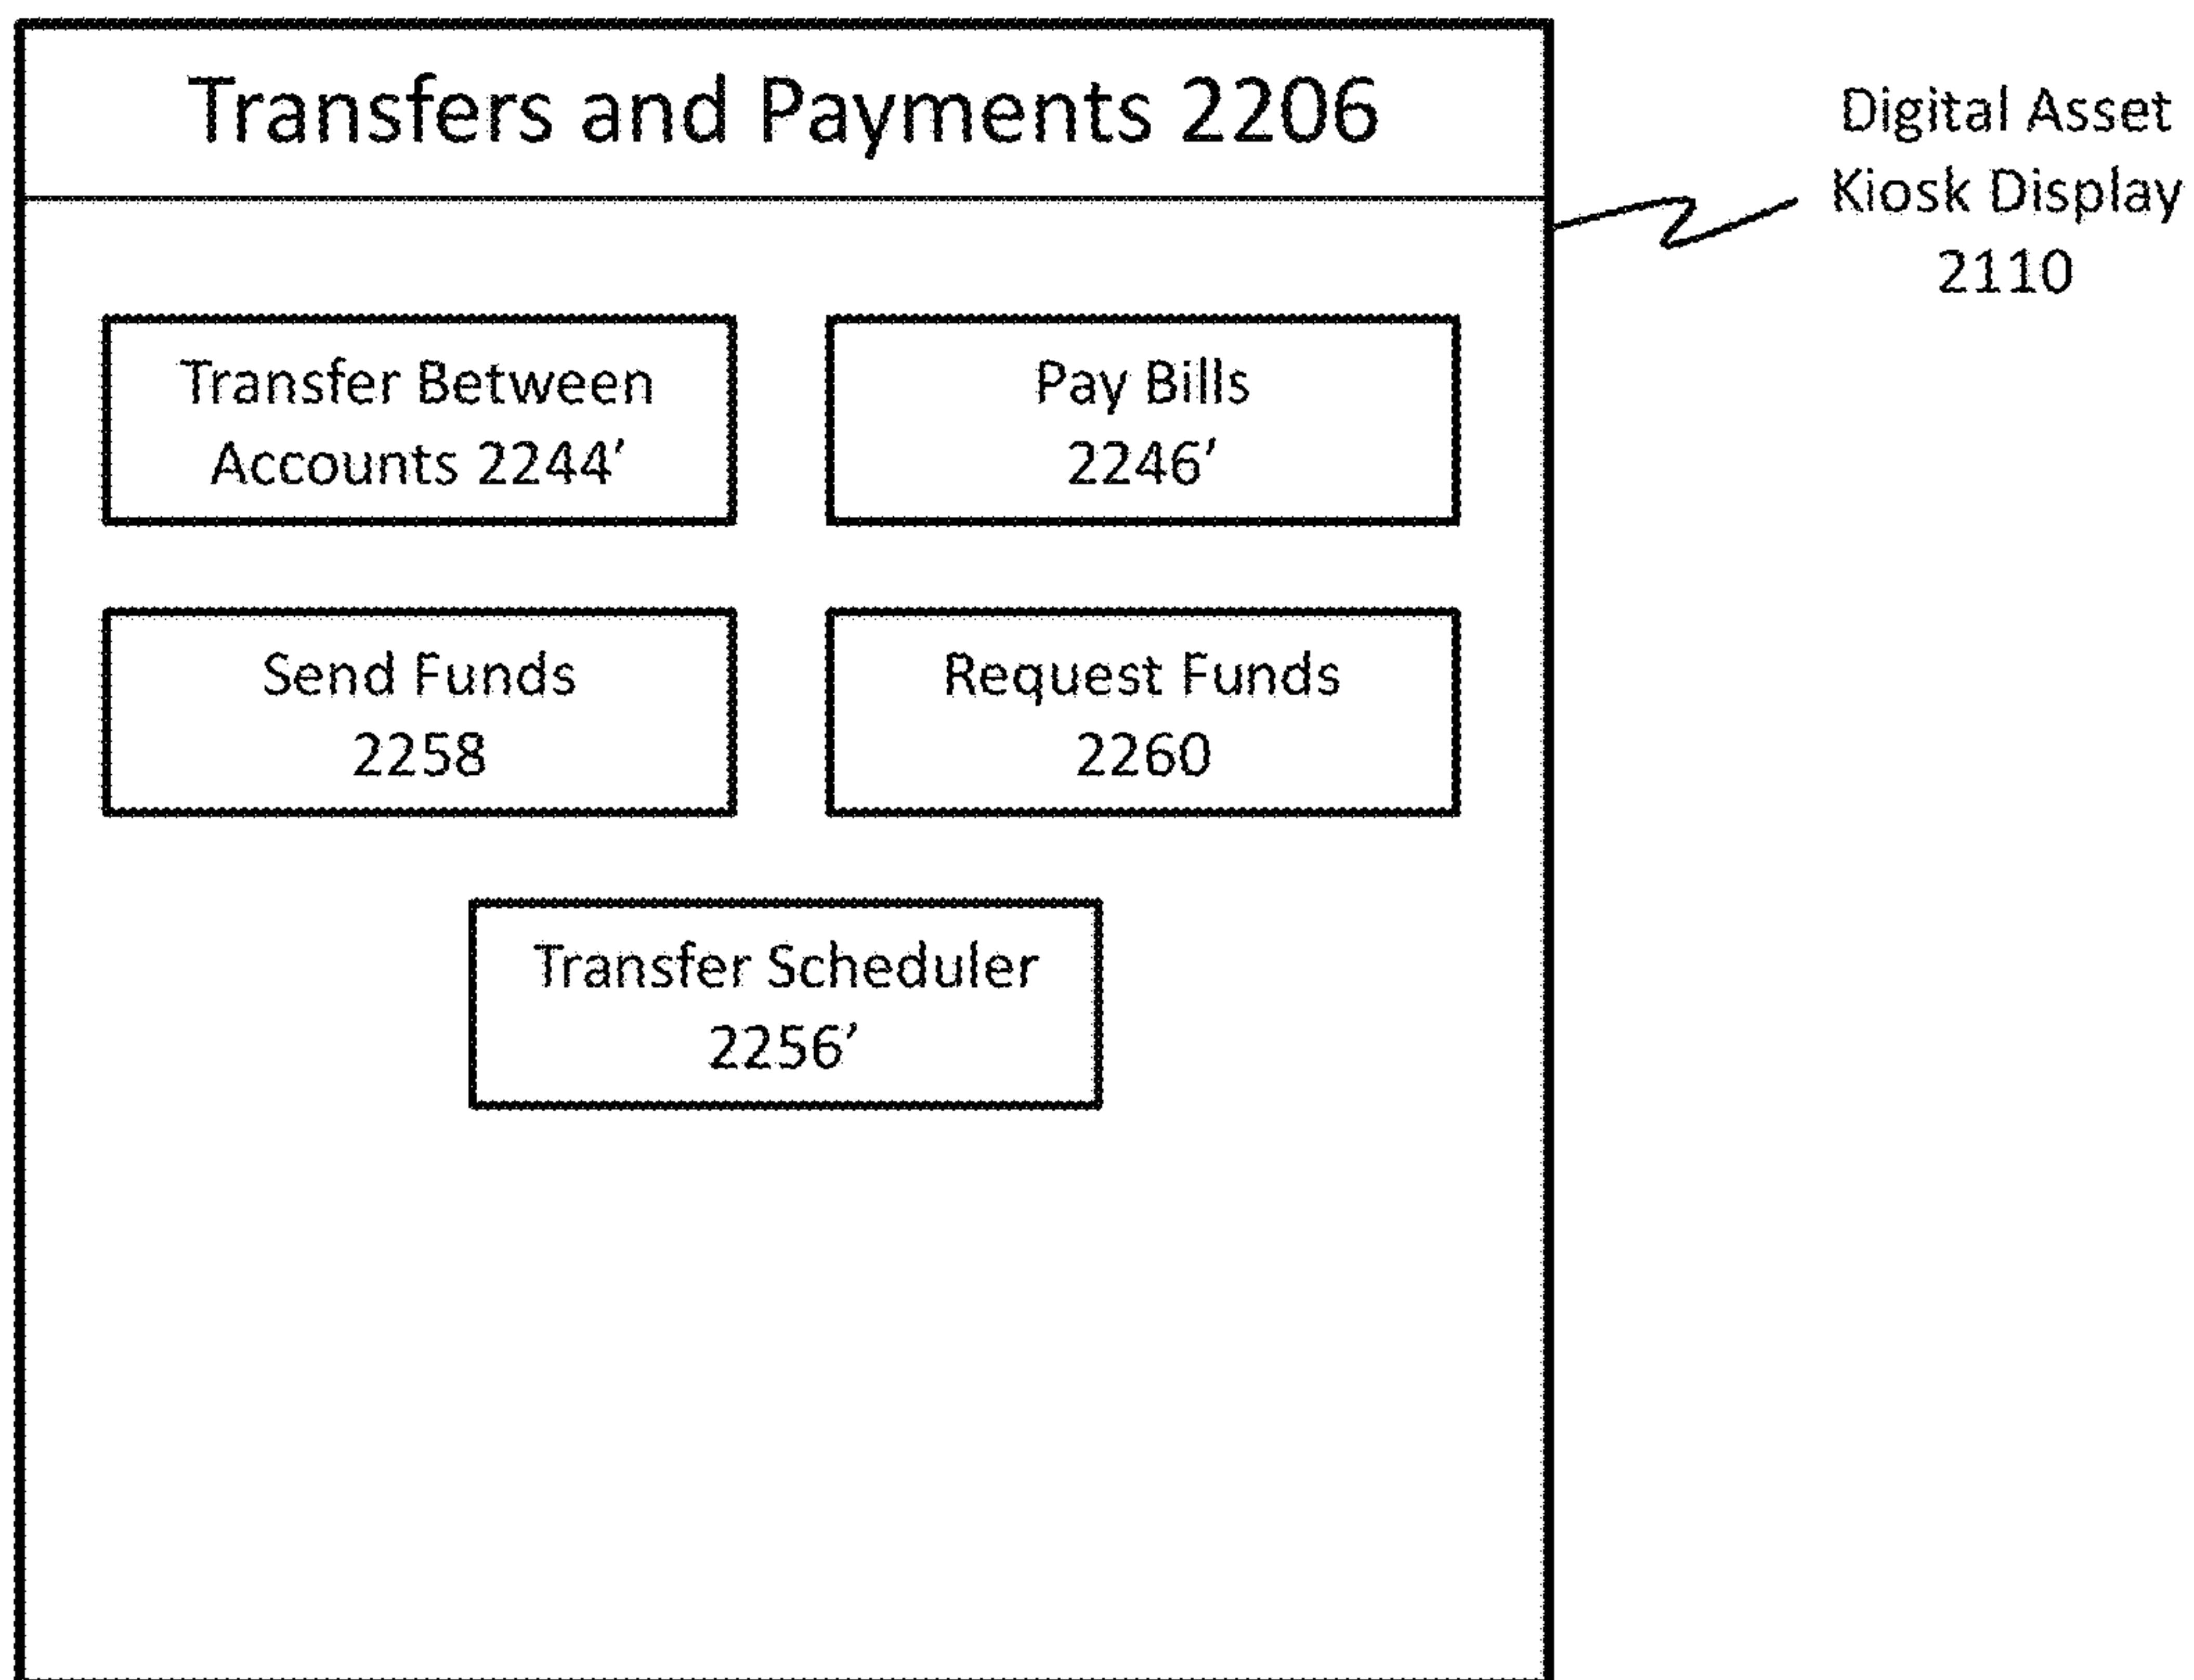 Transfers and Payments 2206
Digital Asset
Kiosk Display
2110
Transfer Between
Accounts 2244’
Pay Bills
2246’
Send Funds
2258
Request Funds
2260
Transfer Scheduler
2256’